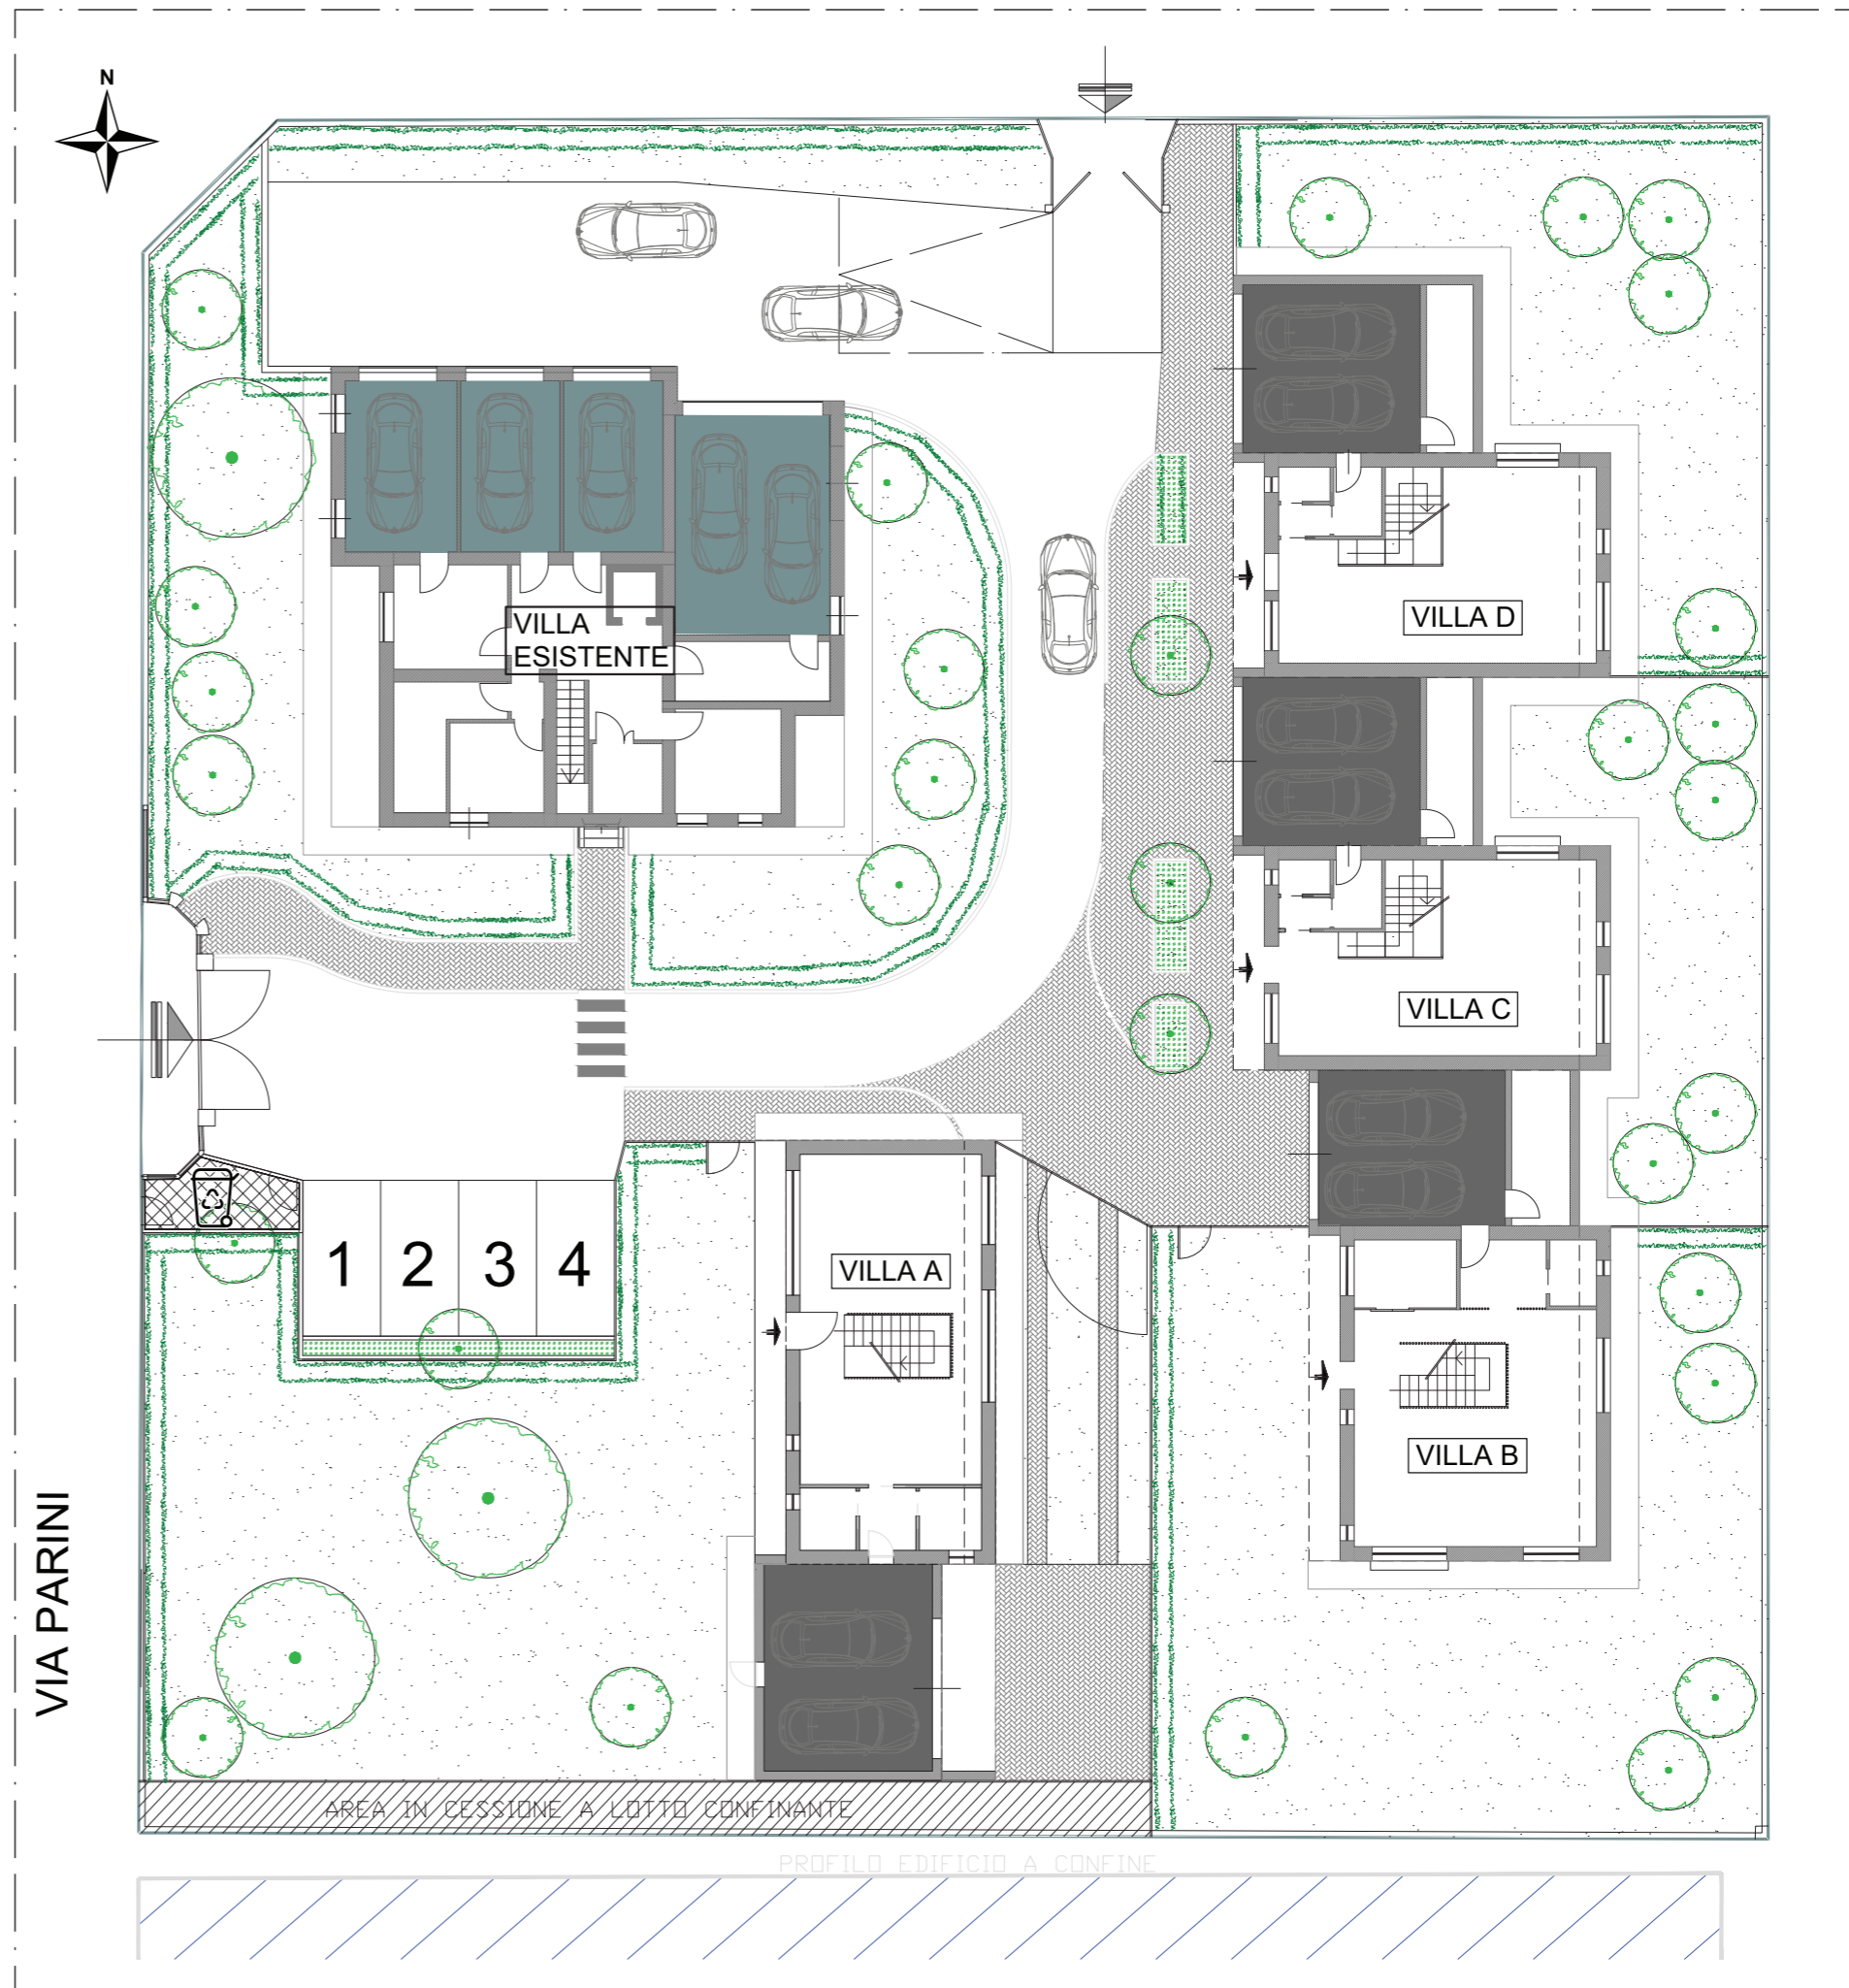 N
VILLA
ESISTENTE
VILLA D
VILLA C
1 2 3 4
VILLA A
VILLA B
VIA PARINI
AREA IN CESSIONE A LOTTO CONFINANTE
PROFILO EDIFICIO A CONFINE